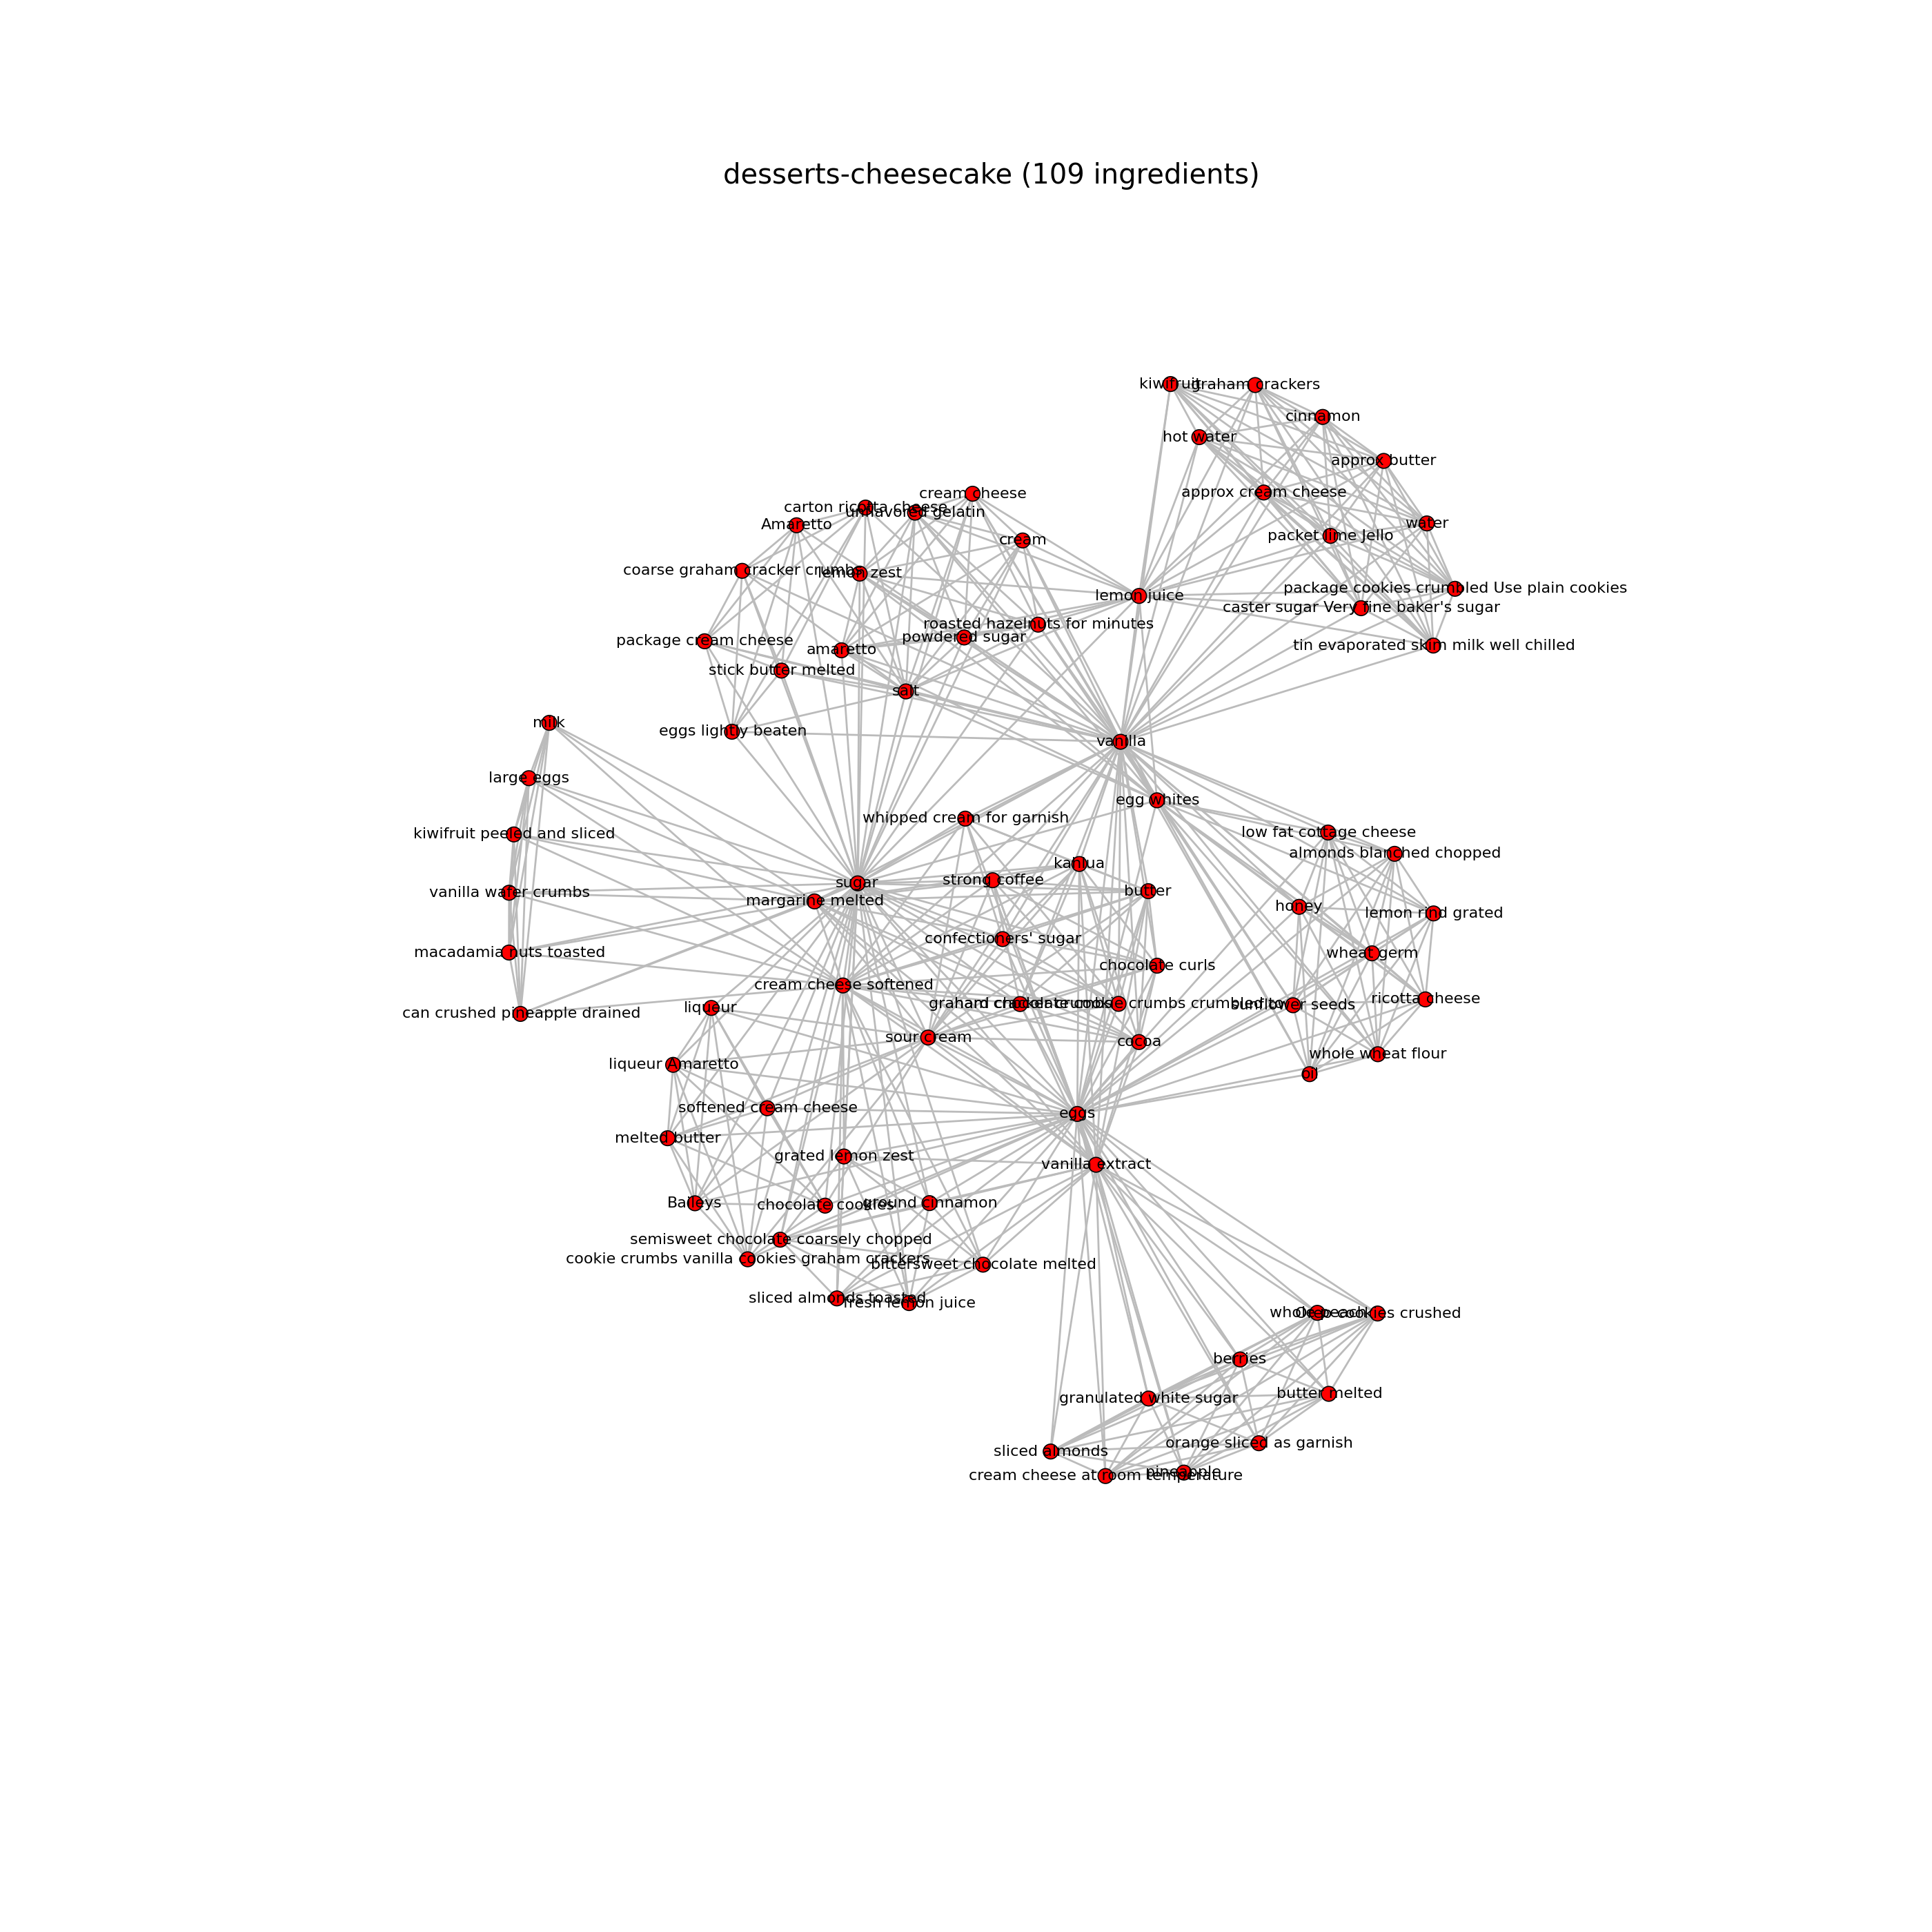 desserts-cheesecake (109 ingredients)
kiwifruit
graham crackers
cinnamon
hot water
approx butter
approx cream cheese
cream cheese
carton ricotta cheese
unflavored gelatin
Amaretto
water
packet lime Jello
cream
coarse graham cracker crumbs
lemon zest
package cookies crumbled Use plain cookies
lemon juice
caster sugar Very fine baker's sugar
roasted hazelnuts for minutes
powdered sugar
package cream cheese
tin evaporated skim milk well chilled
amaretto
stick butter melted
salt
milk
eggs lightly beaten
vanilla
large eggs
egg whites
whipped cream for garnish
kiwifruit peeled and sliced
low fat cottage cheese
almonds blanched chopped
kahlua
sugar
strong coffee
vanilla wafer crumbs
butter
margarine melted
honey
lemon rind grated
confectioners' sugar
macadamia nuts toasted
wheat germ
chocolate curls
cream cheese softened
ricotta cheese
graham cracker crumbs
crumbs crumbled to
sunflower seeds
liqueur
can crushed pineapple drained
sour cream
cocoa
whole wheat flour
liqueur Amaretto
oil
softened cream cheese
eggs
melted butter
grated lemon zest
vanilla extract
Baileys
chocolate cookies
ground cinnamon
semisweet chocolate coarsely chopped
cookie crumbs vanilla cookies graham crackers
bittersweet chocolate melted
sliced almonds toasted
fresh lemon juice
whole peach
Oreo cookies crushed
berries
granulated white sugar
butter melted
orange sliced as garnish
sliced almonds
pineapple
cream cheese at room temperature